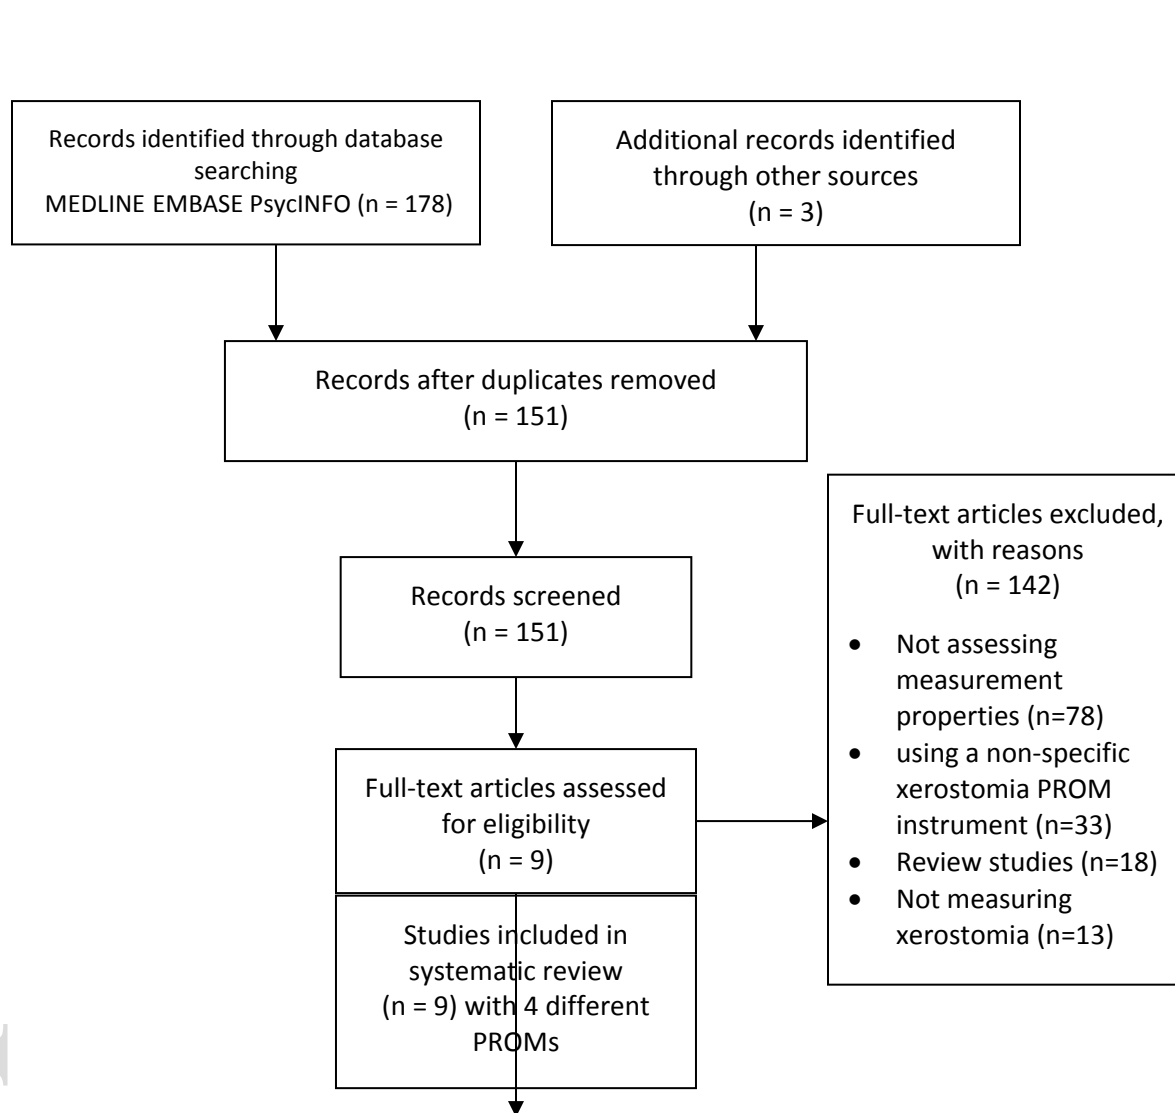 Records identified through database
searching
MEDLINE EMBASE PsycINFO (n = 178)
Additional records identified
through other sources
(n = 3)
Records after duplicates removed
(n = 151)
Records screened
(n = 151)
Full-text articles assessed
for eligibility
(n = 9)
Full-text articles excluded,
with reasons
(n = 142)
• Not assessing
measurement
properties (n=78)
• using a non-specific
xerostomia PROM
instrument (n=33)
• Review studies (n=18)
• Not measuring
xerostomia (n=13)
Studies included in
systematic review
(n = 9) with 4 different
PROMs